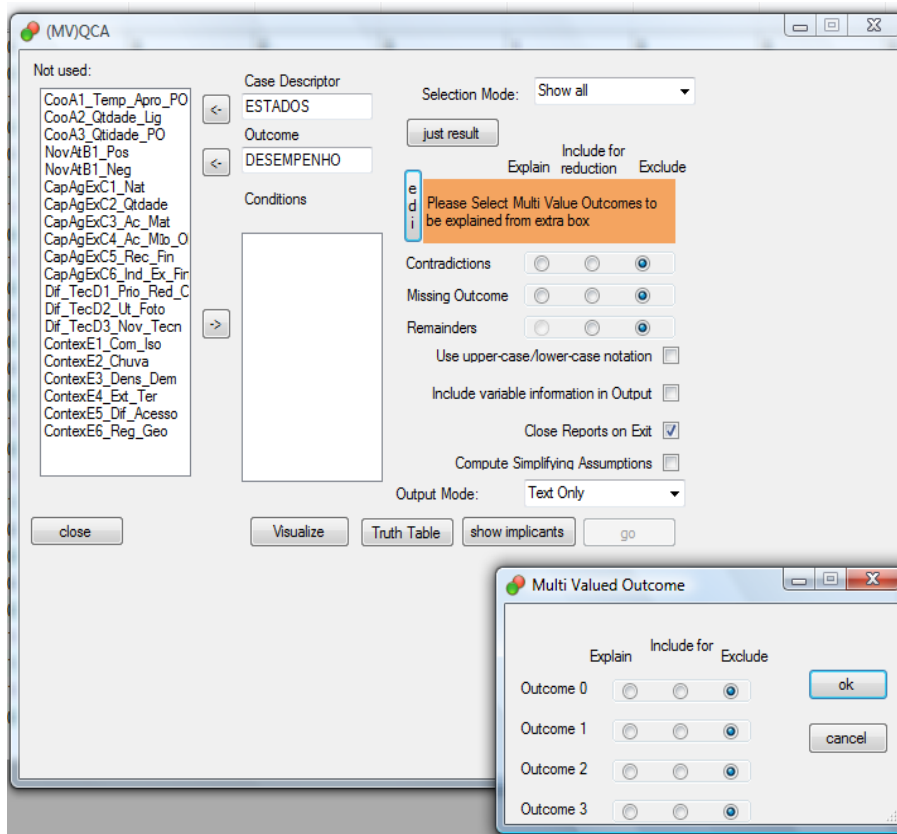 (MV)QCA
Not used:
CooA1_Temp_Apro_PO
CooA2_Qtdade_Lig
CooA3_Qtidade_PO
NovAtB1_Pos
NovAtB1_Neg
CapAgExC1_Nat
CapAgExC2_Qtdade
CapAgExC3_Ac_Mat
CapAgExC4_Ac_Mão_O
CapAgExC5_Rec_Fin
CapAgExC6_Ind_Ex_Fir
Dif_TecD1_Prio_Red_C
Dif_TecD2_Ut_Foto
Dif_TecD3_Nov_Tecn
ContexE1_Com_Iso
ContexE2_Chuva
ContexE3_Dens_Dem
ContexE4_Ext_Ter
ContexE5_Dif_Acesso
ContexE6_Reg_Geo
<-
<-
->
Case Descriptor
ESTADOS
Outcome
DESEMPENHO
Conditions
Selection Mode: Show all
just result
Explain Include for reduction Exclude
edi
Please Select Multi Value Outcomes to
be explained from extra box
Contradictions
Missing Outcome
Remainders
Use upper-case/lower-case notation
Include variable information in Output
Close Reports on Exit
Compute Simplifying Assumptions
Output Mode: Text Only
close Visualize Truth Table show implicants go
Multi Valued Outcome
Explain Include for Exclude
Outcome 0
Outcome 1
Outcome 2
Outcome 3
ok
cancel